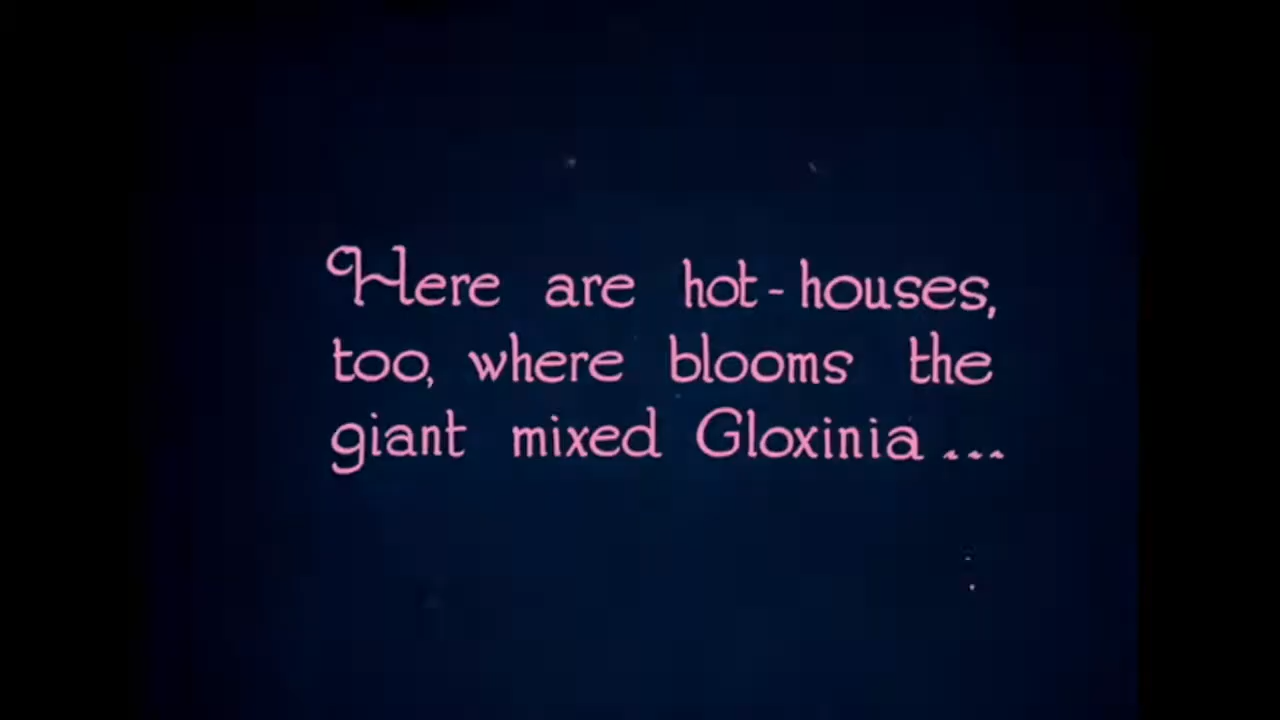 Here are hot-houses,
too, where blooms the
giant mixed Gloxinia...